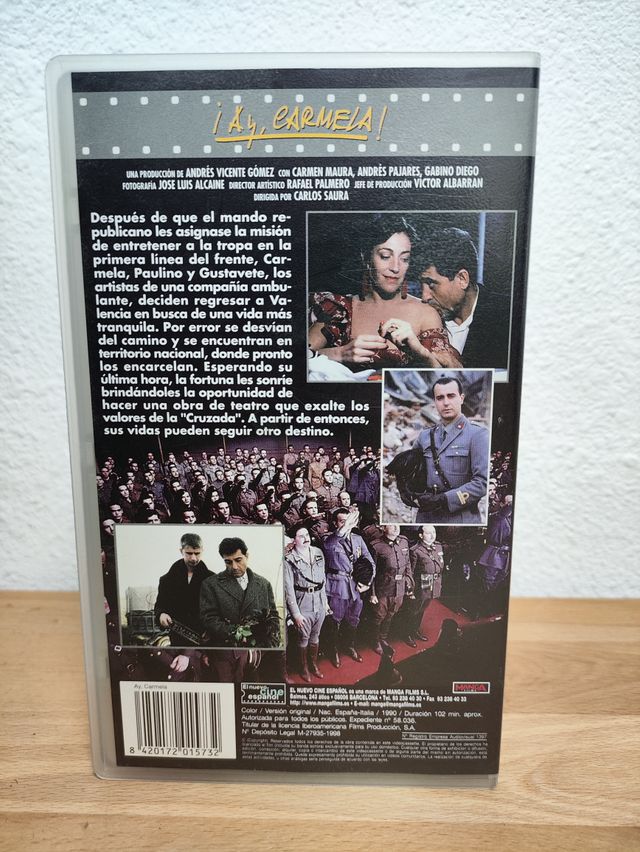 ¡Ay, CARMELA!
UNA PRODUCCIÓN DE ANDRÉS VICENTE GÓMEZ CON CARMEN MAURA, ANDRÉS PAJARES, GABINO DIEGO
FOTOGRAFÍA JOSE LUIS ALCAINE DIRECTOR ARTÍSTICO RAFAEL PALMERO JEFE DE PRODUCCIÓN VICTOR ALBARRAN
DIRIGIDA POR CARLOS SAURA
Después de que el mando re-
publicano les asignase la misión
de entretener a la tropa en la
primera línea del frente, Car-
mela, Paulino y Gustavete, los
artistas de una compañía ambu-
lante, deciden regresar a Va-
lencia en busca de una vida más
tranquila. Por error se desvían
del camino y se encuentran en
territorio nacional, donde pronto
los encarcelan. Esperando su
última hora, la fortuna les sonríe
brindándoles la oportunidad de
hacer una obra de teatro que exalte los
valores de la "Cruzada". A partir de entonces,
sus vidas pueden seguir otro destino.
Ay, Carmela
8 420172 015732
El nuevo
cine
español
EL NUEVO CINE ESPAÑOL es una marca de MANGA FILMS S.L.
Balmes, 243 ático • 08006 BARCELONA • Tel. 93 238 40 30 • Fax 93 238 40 33
http://www.mangafilms.es • E-mail: manga@mangafilms.es
MANGA
Color / Versión original / Nac. España-Italia / 1990 / Duración 102 min. aprox.
Autorizada para todos los públicos. Expediente nº 58.036.
Titular de la licencia Iberoamericana Films Producción, S.A.
Nº Depósito Legal M-27935-1998
Nº Registro Empresa Audiovisual 1397